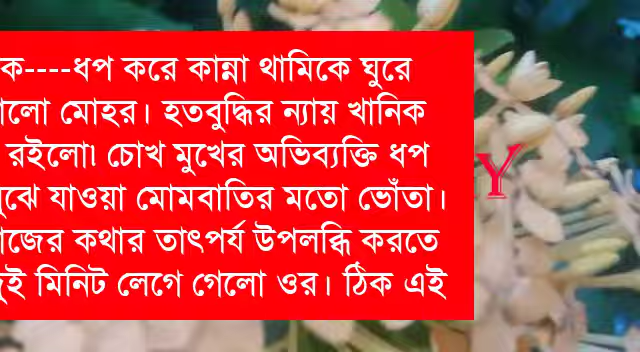 ক----ধপ করে কান্না থামিকে ঘুরে
মোহর। হতবুদ্ধির ন্যায় খানিক
রইলো৷ চোখ মুখের অভিব্যক্তি ধপ
যাওয়া মোমবাতির মতো ভোঁতা।
কথার তাৎপর্য উপলব্ধি করতে
মিনিট লেগে গেলো ওর। ঠিক এই
Y